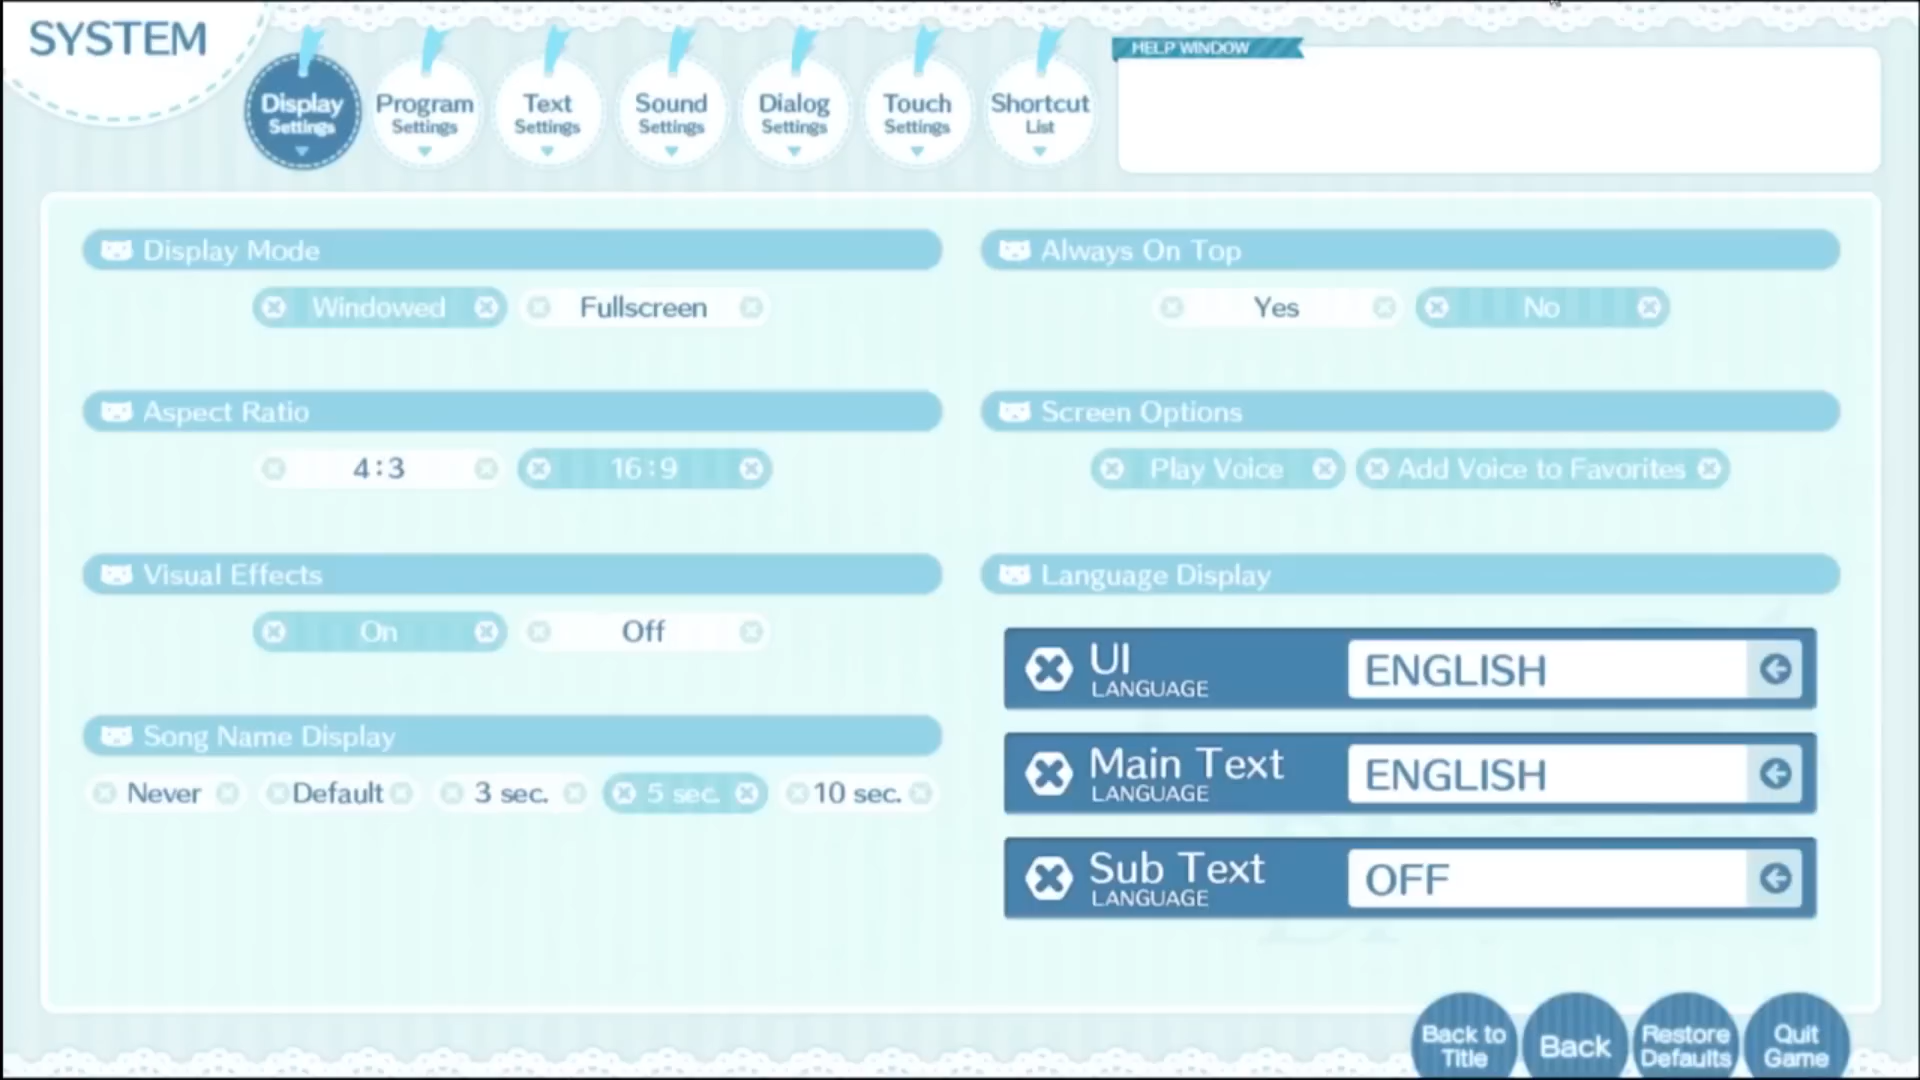 SYSTEM
Display
Settings
Program
Settings
Text
Settings
Sound
Settings
Dialog
Settings
Touch
Settings
Shortcut
List
HELP WINDOW
Display Mode
Windowed
Fullscreen
Aspect Ratio
4:3
16:9
Visual Effects
On
Off
Song Name Display
Never
Default
3 sec.
5 sec.
10 sec.
Always On Top
Yes
No
Screen Options
Play Voice
Add Voice to Favorites
Language Display
UI
LANGUAGE
ENGLISH
Main Text
LANGUAGE
ENGLISH
Sub Text
LANGUAGE
OFF
Back to
Title
Back
Restore
Defaults
Quit
Game